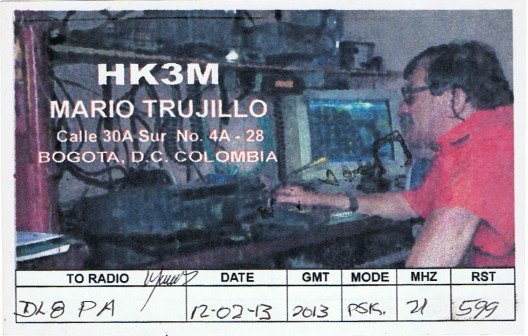 HK3M
MARIO TRUJILLO
Calle 30A Sur No. 4A - 28
BOGOTA, D.C. COLOMBIA
TO RADIO DATE GMT MODE MHZ RST
DL8PA 12-02-13 2013 PSK. 21 599